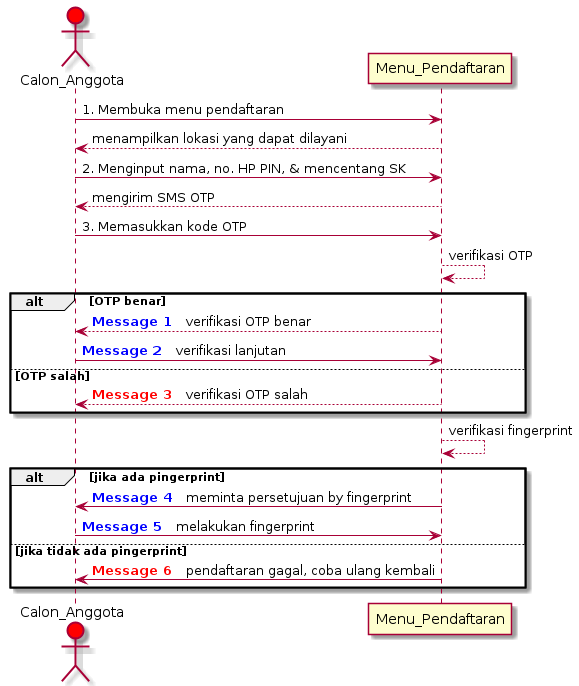 Calon_Anggota
Menu_Pendaftaran
1. Membuka menu pendaftaran
menampilkan lokasi yang dapat dilayani
2. Menginput nama, no. HP PIN, & mencentang SK
mengirim SMS OTP
3. Memasukkan kode OTP
verifikasi OTP
alt [OTP benar]
Message 1 verifikasi OTP benar
Message 2 verifikasi lanjutan
[OTP salah]
Message 3 verifikasi OTP salah
verifikasi fingerprint
alt [jika ada pingerprint]
Message 4 meminta persetujuan by fingerprint
Message 5 melakukan fingerprint
[jika tidak ada pingerprint]
Message 6 pendaftaran gagal, coba ulang kembali
Calon_Anggota
Menu_Pendaftaran